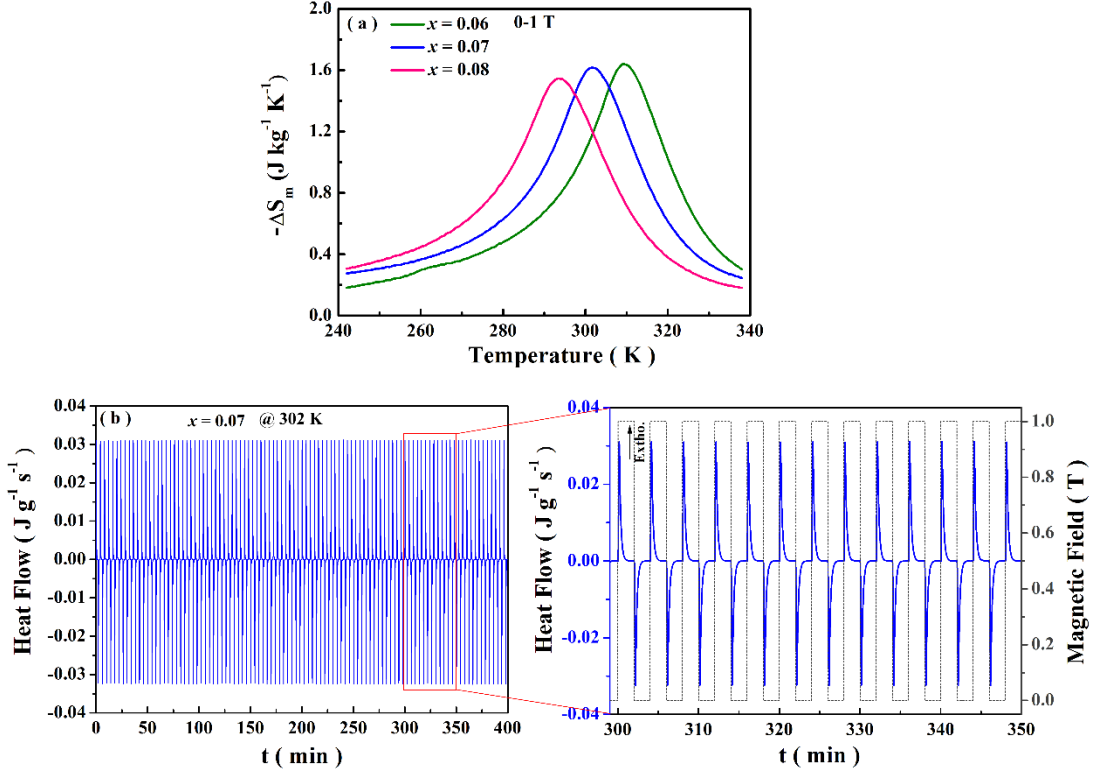 ( a )
x = 0.06
0-1 T
x = 0.07
x = 0.08
2.0
1.6
1.2
0.8
0.4
0.0
-ΔSm (J kg-1 K-1)
240 260 280 300 320 340
Temperature ( K )
( b )
x = 0.07 @ 302 K
0.04
0.03
0.02
0.01
0.00
-0.01
-0.02
-0.03
-0.04
Heat Flow ( J g-1 s-1 )
0 50 100 150 200 250 300 350 400
t ( min )
0.04
0.02
0.00
-0.02
-0.04
Heat Flow ( J g-1 s-1 )
Extho.
1.0
0.8
0.6
0.4
0.2
0.0
Magnetic Field ( T )
300 310 320 330 340 350
t ( min )